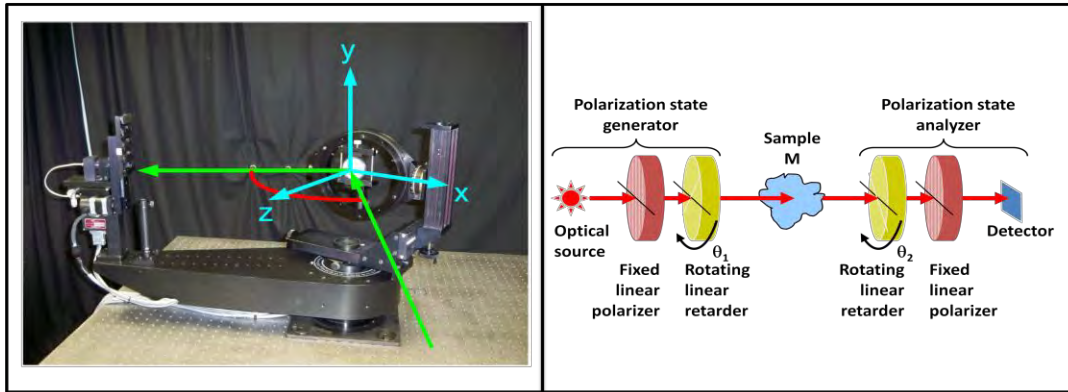 y
x
z
Polarization state
generator
Sample
M
Polarization state
analyzer
Optical
source
θ1
θ2
Detector
Fixed
linear
polarizer
Rotating
linear
retarder
Rotating
linear
retarder
Fixed
linear
polarizer